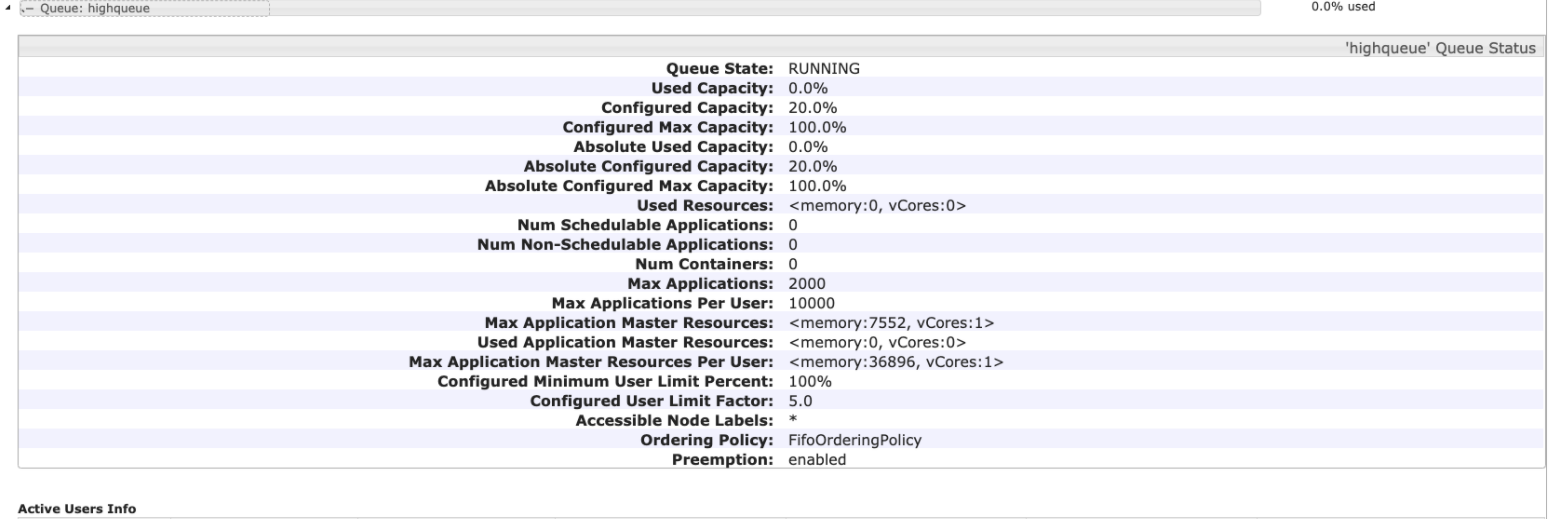 Queue: highqueue 0.0% used
'highqueue' Queue Status
Queue State: RUNNING
Used Capacity: 0.0%
Configured Capacity: 20.0%
Configured Max Capacity: 100.0%
Absolute Used Capacity: 0.0%
Absolute Configured Capacity: 20.0%
Absolute Configured Max Capacity: 100.0%
Used Resources: <memory:0, vCores:0>
Num Schedulable Applications: 0
Num Non-Schedulable Applications: 0
Num Containers: 0
Max Applications: 2000
Max Applications Per User: 10000
Max Application Master Resources: <memory:7552, vCores:1>
Used Application Master Resources: <memory:0, vCores:0>
Max Application Master Resources Per User: <memory:36896, vCores:1>
Configured Minimum User Limit Percent: 100%
Configured User Limit Factor: 5.0
Accessible Node Labels: *
Ordering Policy: FifoOrderingPolicy
Preemption: enabled
Active Users Info